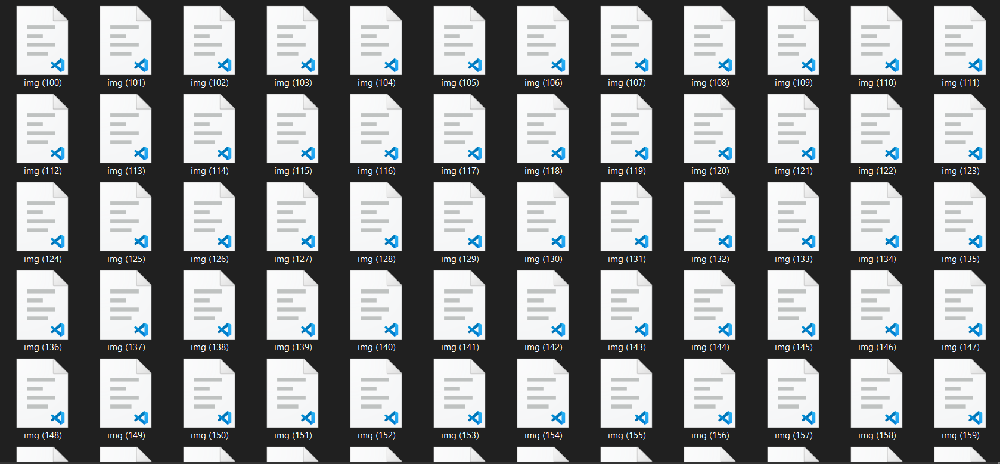 img (100) img (101) img (102) img (103) img (104) img (105) img (106) img (107) img (108) img (109) img (110) img (111)
img (112) img (113) img (114) img (115) img (116) img (117) img (118) img (119) img (120) img (121) img (122) img (123)
img (124) img (125) img (126) img (127) img (128) img (129) img (130) img (131) img (132) img (133) img (134) img (135)
img (136) img (137) img (138) img (139) img (140) img (141) img (142) img (143) img (144) img (145) img (146) img (147)
img (148) img (149) img (150) img (151) img (152) img (153) img (154) img (155) img (156) img (157) img (158) img (159)